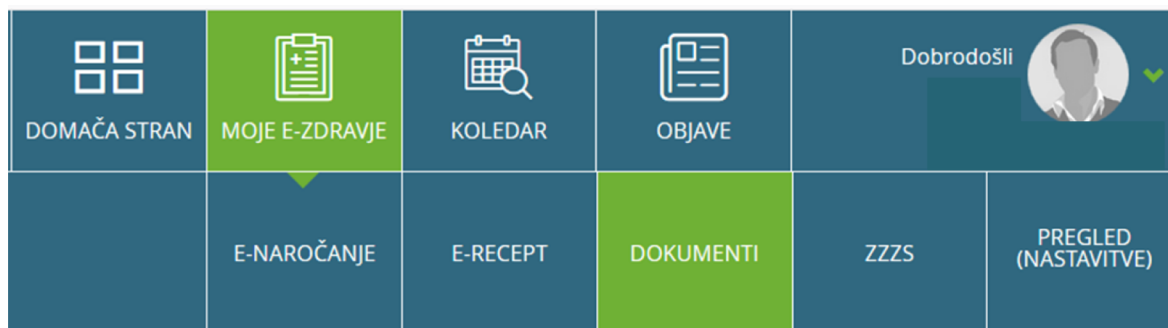 Dobrodošli
DOMAČA STRAN
MOJE E-ZDRAVJE
KOLEDAR
OBJAVE
E-NAROČANJE
E-RECEPT
DOKUMENTI
ZZZS
PREGLED
(NASTAVITVE)